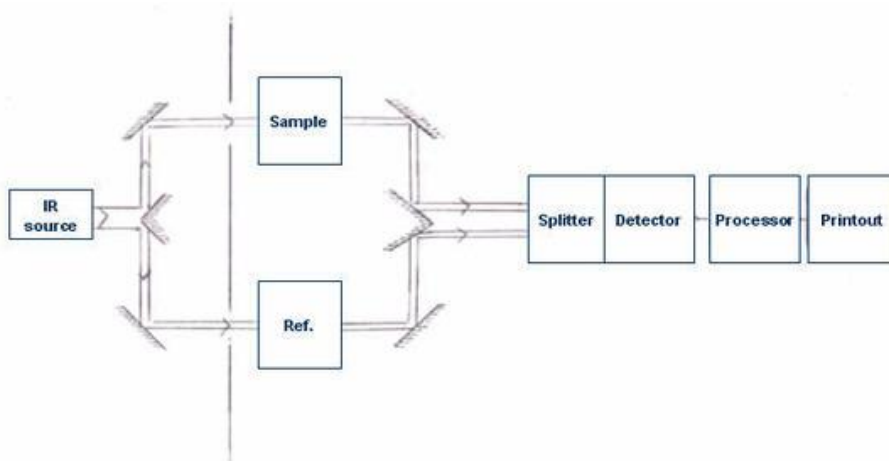 Sample
IR
source
Splitter
Detector
Processor
Printout
Ref.